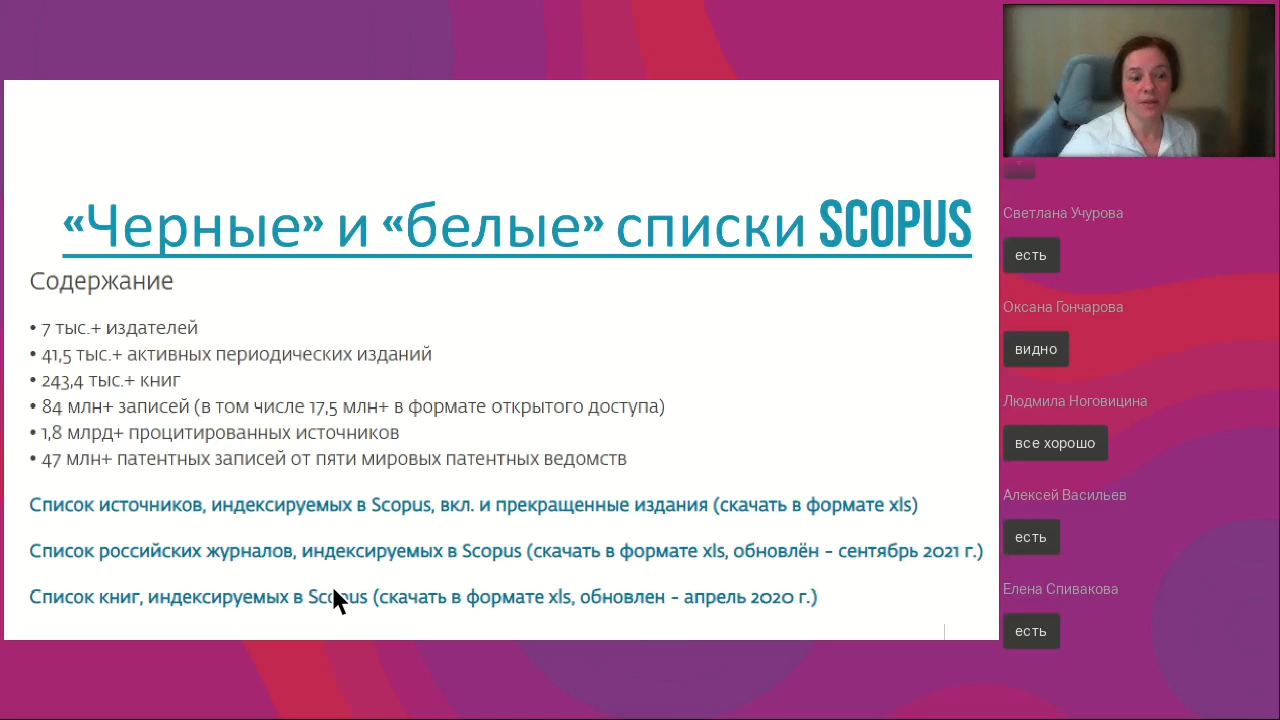 «Черные» и «белые» списки SCOPUS
Содержание
• 7 тыс.+ издателей
• 41,5 тыс.+ активных периодических изданий
• 243,4 тыс.+ книг
• 84 млн+ записей (в том числе 17,5 млн+ в формате открытого доступа)
• 1,8 млрд+ процитированных источников
• 47 млн+ патентных записей от пяти мировых патентных ведомств
Список источников, индексируемых в Scopus, вкл. и прекращенные издания (скачать в формате xls)
Список российских журналов, индексируемых в Scopus (скачать в формате xls, обновлён – сентябрь 2021 г.)
Список книг, индексируемых в Scopus (скачать в формате xls, обновлен – апрель 2020 г.)
Светлана Учурова
есть
Оксана Гончарова
видно
Людмила Ноговицина
все хорошо
Алексей Васильев
есть
Елена Спивакова
есть